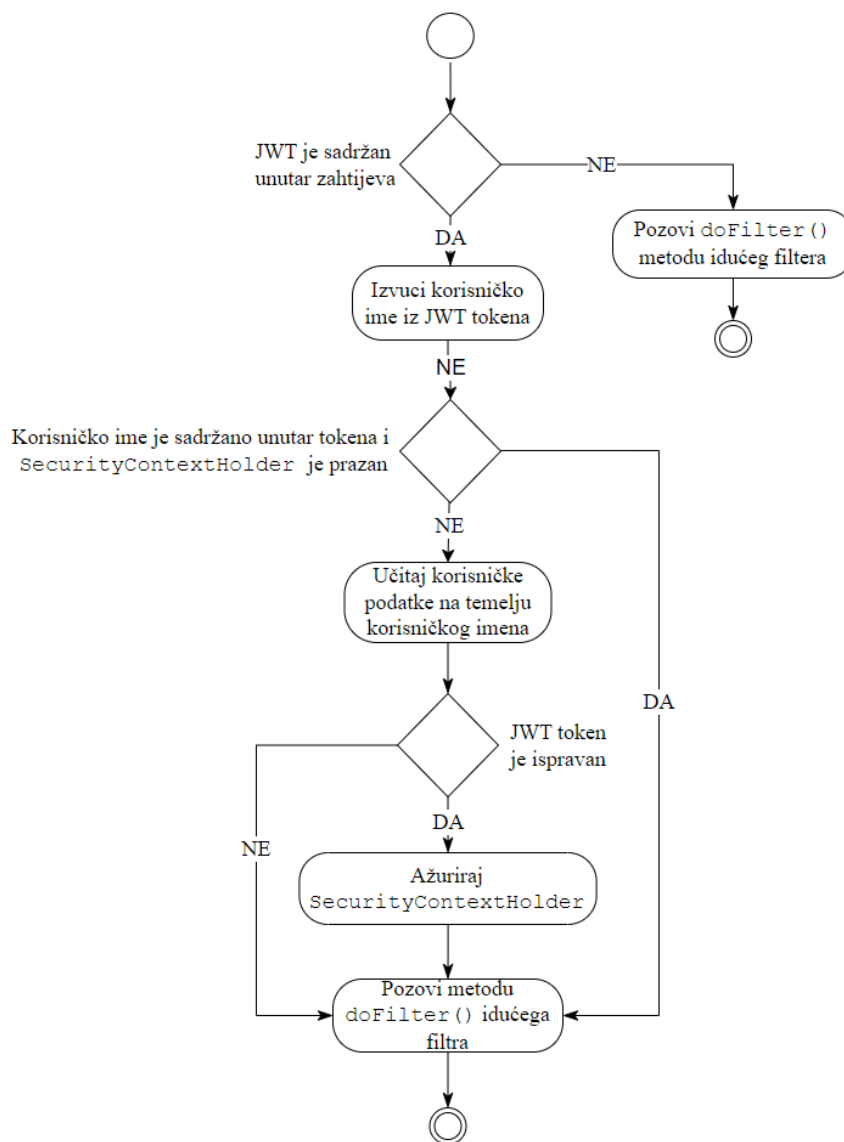 JWT je sadržan
unutar zahtijeva
NE
Pozovi doFilter()
metodu idućeg filtera
DA
Izvuci korisničko
ime iz JWT tokena
NE
Korisničko ime je sadržano unutar tokena i
SecurityContextHolder je prazan
NE
Učitaj korisničke
podatke na temelju
korisničkog imena
DA
JWT token
je ispravan
DA
NE
Ažuriraj
SecurityContextHolder
Pozovi metodu
doFilter() idućega
filtra